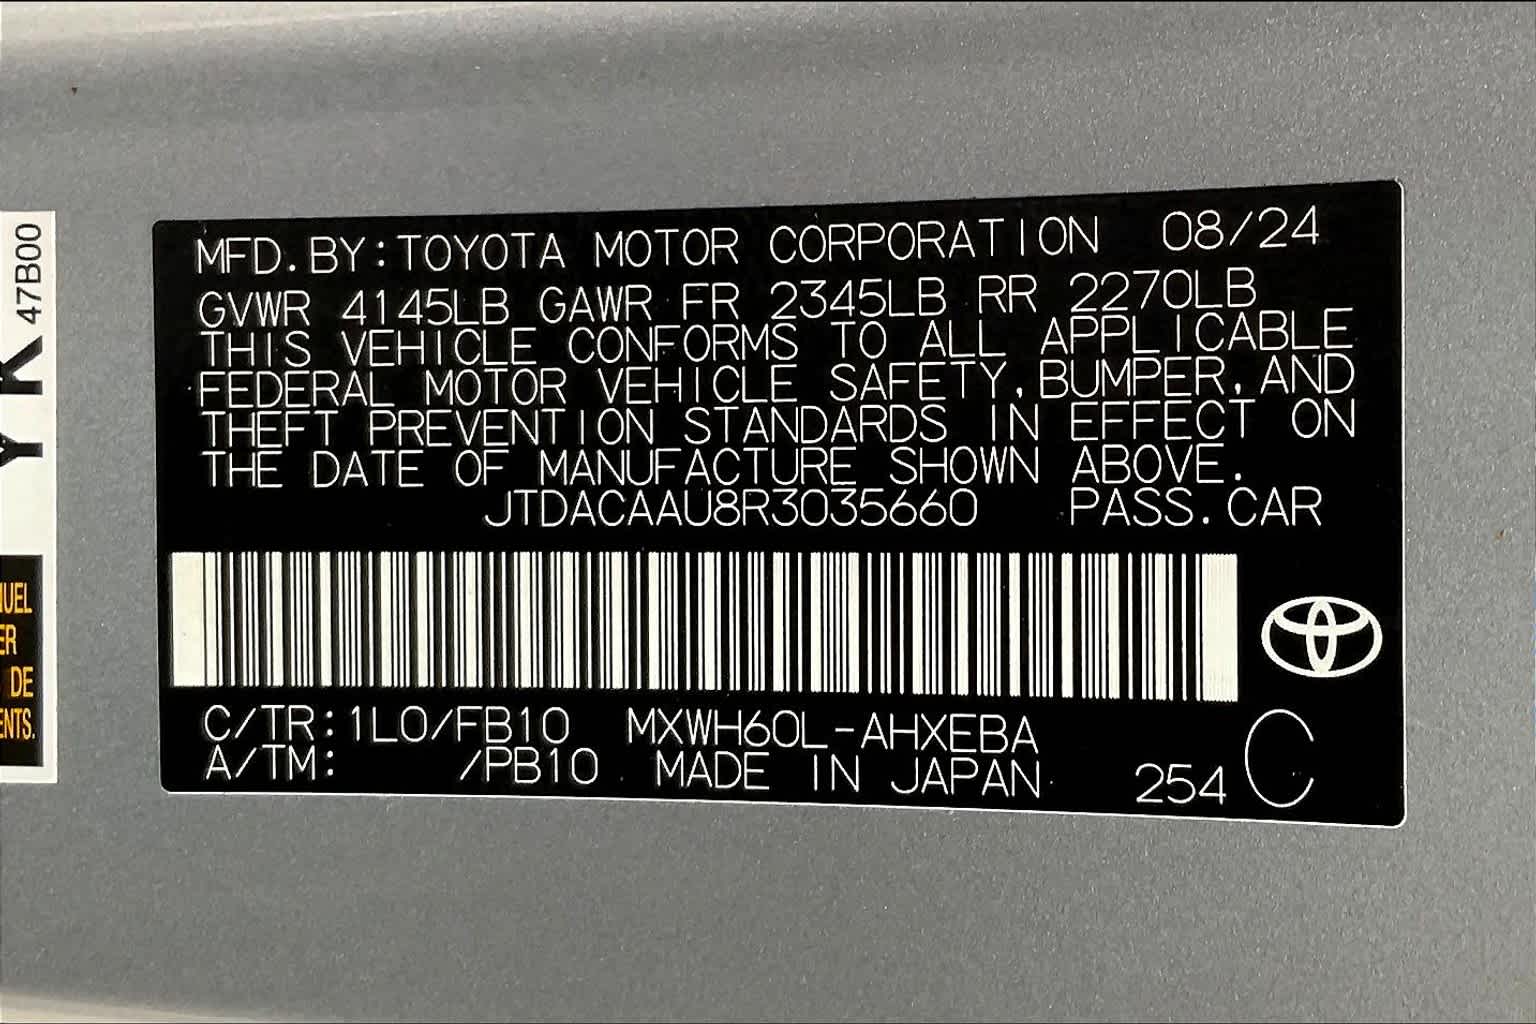 MFD. BY: TOYOTA MOTOR CORPORATION 08/24
GVWR 4145LB GAWR FR 2345LB RR 2270LB
THIS VEHICLE CONFORMS TO ALL APPLICABLE
FEDERAL MOTOR VEHICLE SAFETY, BUMPER, AND
THEFT PREVENTION STANDARDS IN EFFECT ON
THE DATE OF MANUFACTURE SHOWN ABOVE.
JTDACAAU8R3035660 PASS. CAR
C/TR: 1L0/FB10 MXWH60L-AHXEBA
A/TM: /PB10 MADE IN JAPAN 254 C
47B00
YK
DE